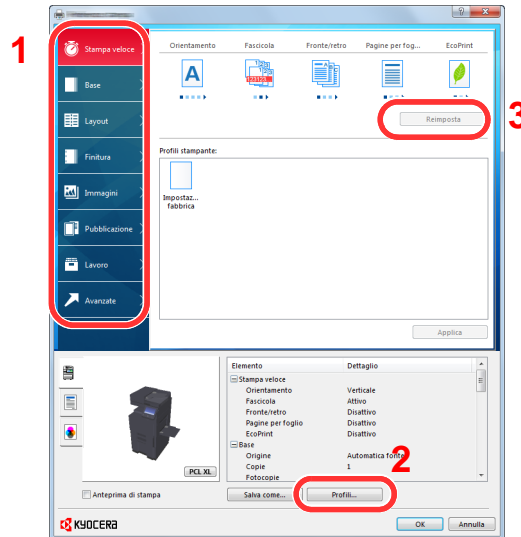 1
Stampa veloce
Base
Layout
Finitura
Immagini
Pubblicazione
Lavoro
Avanzate
Orientamento Fascicola Fronte/retro Pagine per fog... EcoPrint
A
123123
A
Reimposta
3
Profili stampante:
Impostaz...
fabbrica
Applica
Elemento Dettaglio
Stampa veloce
Orientamento Verticale
Fascicola Attivo
Fronte/retro Disattivo
Pagine per foglio Disattivo
EcoPrint Disattivo
Base
Origine Automatica fonte
Copie 1
Fotocopie
2
PCL XL
Anteprima di stampa
Salva come... Profili...
KYOCERA
OK Annulla